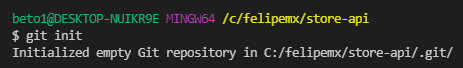 beto1@DESKTOP-NUIKR9E MINGW64 /c/felipemx/store-api
$ git init
Initialized empty Git repository in C:/felipemx/store-api/.git/